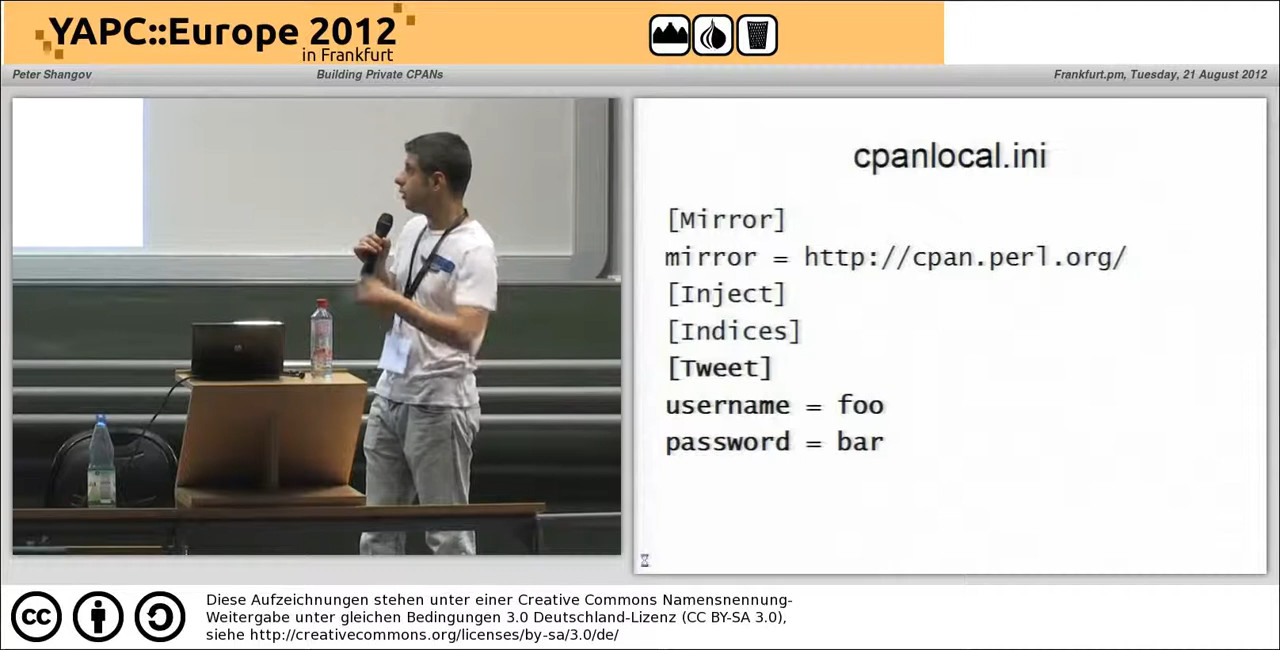 YAPC::Europe 2012
in Frankfurt
Peter Shangov
Building Private CPANs
Frankfurt.pm, Tuesday, 21 August 2012
cpanlocal.ini
[Mirror]
mirror = http://cpan.perl.org/
[Inject]
[Indices]
[Tweet]
username = foo
password = bar
cc
Diese Aufzeichnungen stehen unter einer Creative Commons Namensnennung-
Weitergabe unter gleichen Bedingungen 3.0 Deutschland-Lizenz (CC BY-SA 3.0),
siehe http://creativecommons.org/licenses/by-sa/3.0/de/